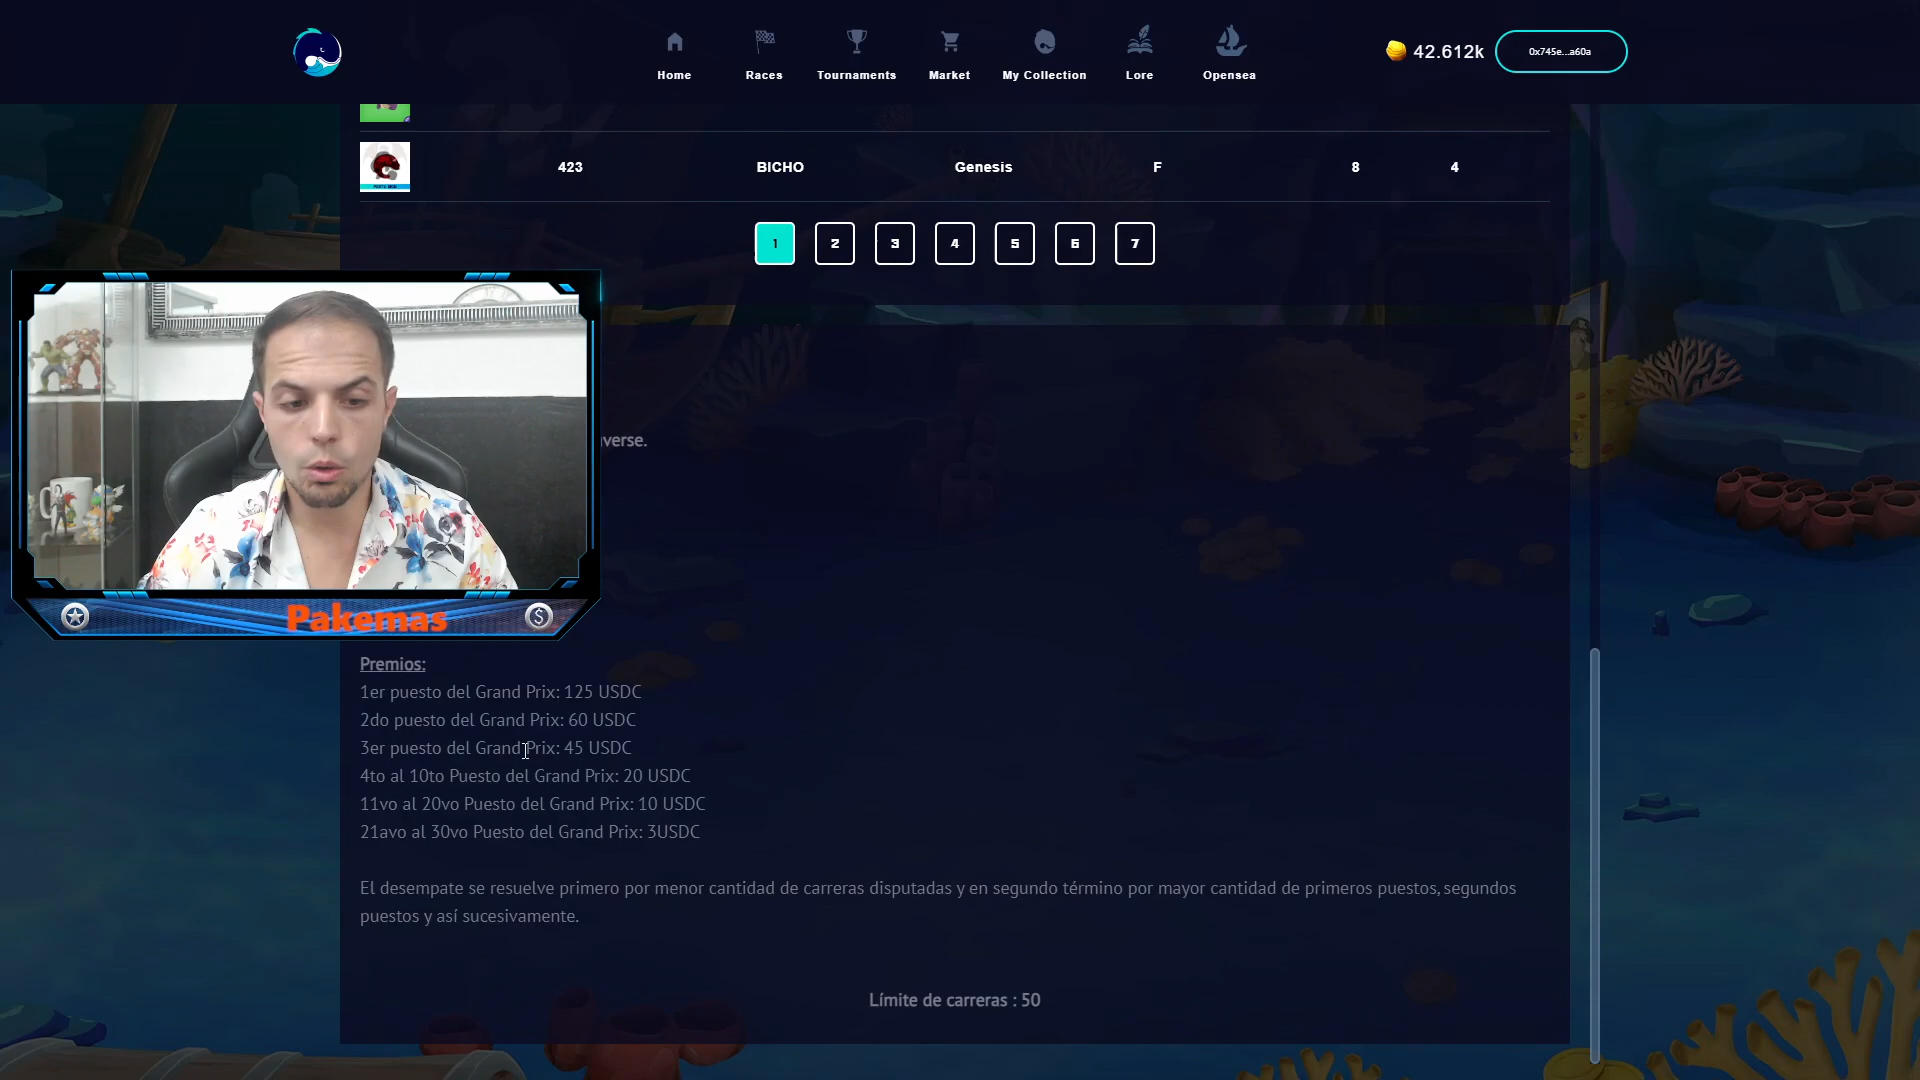 Home
Races
Tournaments
Market
My Collection
Lore
Opensea
42.612k
0x745e...a60a
423 BICHO Genesis F 8 4
1 2 3 4 5 6 7
verse.
Pakemas
Premios:
1er puesto del Grand Prix: 125 USDC
2do puesto del Grand Prix: 60 USDC
3er puesto del Grand Prix: 45 USDC
4to al 10to Puesto del Grand Prix: 20 USDC
11vo al 20vo Puesto del Grand Prix: 10 USDC
21avo al 30vo Puesto del Grand Prix: 3USDC
El desempate se resuelve primero por menor cantidad de carreras disputadas y en segundo término por mayor cantidad de primeros puestos, segundos
puestos y así sucesivamente.
Límite de carreras : 50